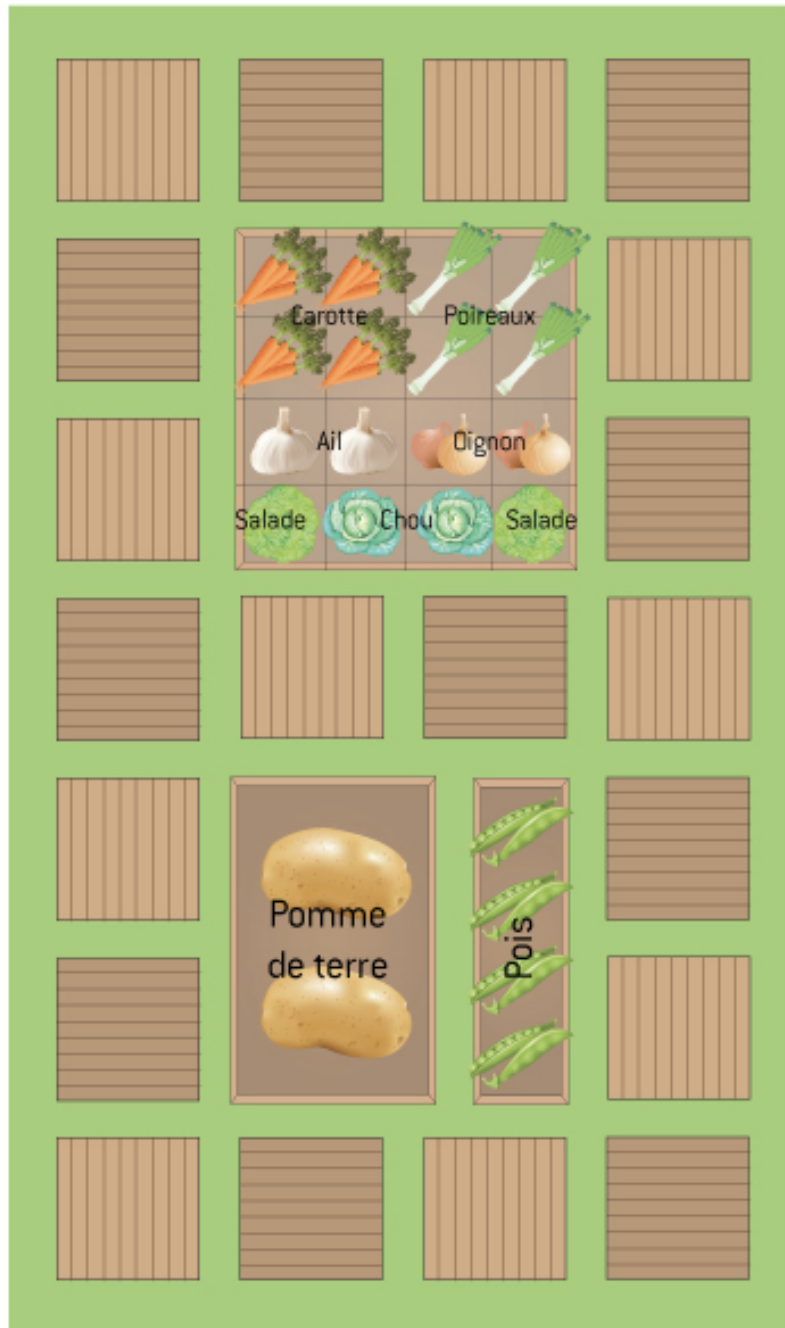 Carotte
Poireaux
Ail
Oignon
Salade
Chou
Salade
Pomme
de terre
Pois